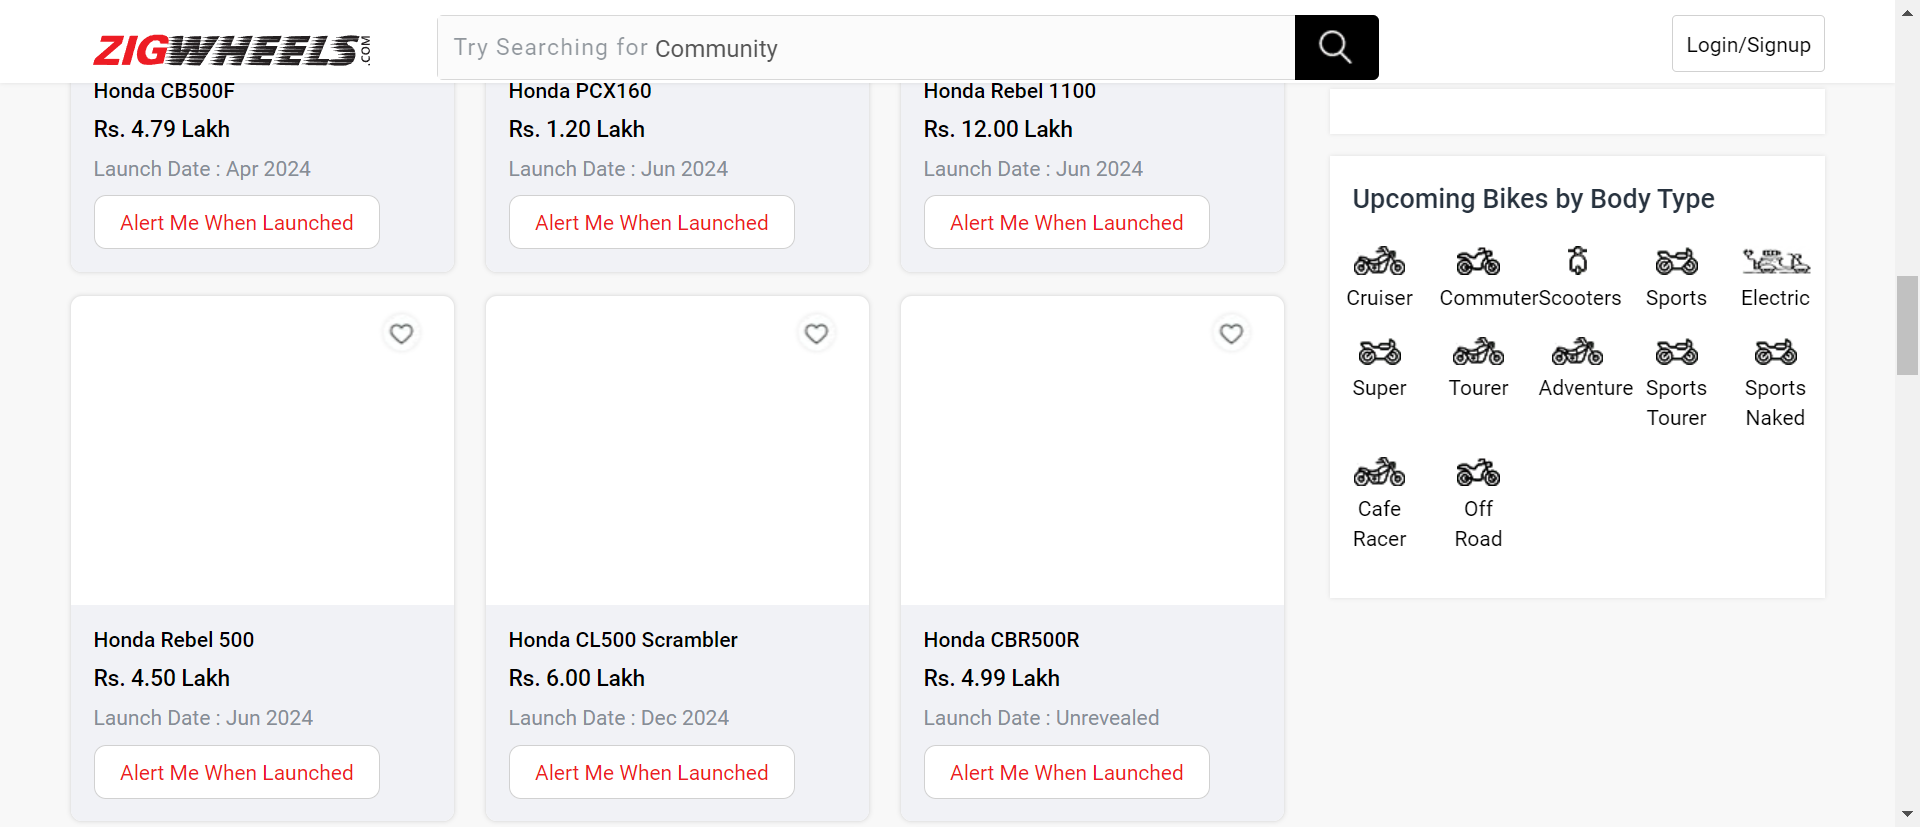 ZIGWHEELS.COM
Try Searching for Community
Login/Signup
Honda CB500F
Rs. 4.79 Lakh
Launch Date : Apr 2024
Alert Me When Launched
Honda PCX160
Rs. 1.20 Lakh
Launch Date : Jun 2024
Alert Me When Launched
Honda Rebel 1100
Rs. 12.00 Lakh
Launch Date : Jun 2024
Alert Me When Launched
Honda Rebel 500
Rs. 4.50 Lakh
Launch Date : Jun 2024
Alert Me When Launched
Honda CL500 Scrambler
Rs. 6.00 Lakh
Launch Date : Dec 2024
Alert Me When Launched
Honda CBR500R
Rs. 4.99 Lakh
Launch Date : Unrevealed
Alert Me When Launched
Upcoming Bikes by Body Type
Cruiser
Commuter
Scooters
Sports
Electric
Super
Tourer
Adventure
Sports
Tourer
Sports
Naked
Cafe
Racer
Off
Road